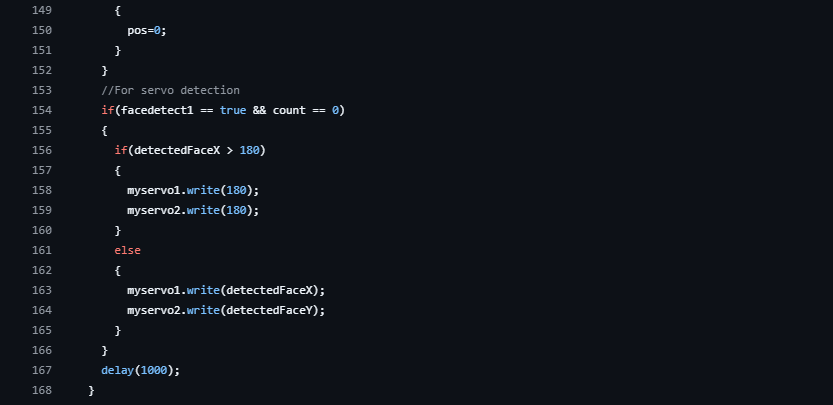 149         {
150           pos=0;
151         }
152       }
153       //For servo detection
154       if(facedetect1 == true && count == 0)
155       {
156         if(detectedFaceX > 180)
157         {
158           myservo1.write(180);
159           myservo2.write(180);
160         }
161         else
162         {
163           myservo1.write(detectedFaceX);
164           myservo2.write(detectedFaceY);
165         }
166       }
167       delay(1000);
168     }